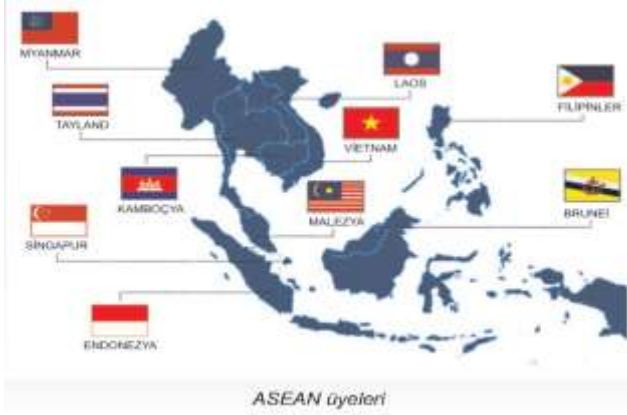 MYANMAR
LAOS
FİLİPİNLER
TAYLAND
VİETNAM
KAMBOÇYA
MALEZYA
BRUNEİ
SİNGAPUR
ENDONEZYA
ASEAN üyeleri